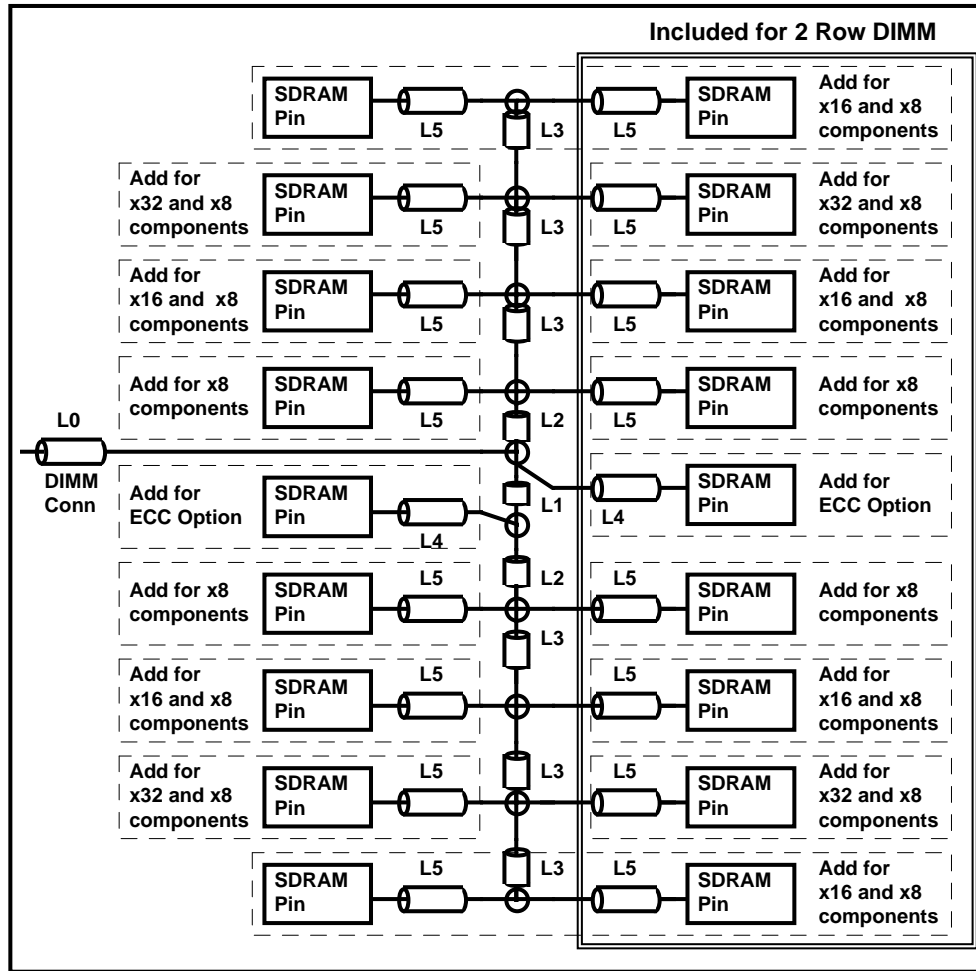 Included for 2 Row DIMM
SDRAM
Pin
L5
L3
L5
SDRAM
Pin
Add for
x16 and x8
components
Add for
x32 and x8
components
SDRAM
Pin
L5
L3
L5
SDRAM
Pin
Add for
x32 and x8
components
Add for
x16 and x8
components
SDRAM
Pin
L5
L3
L5
SDRAM
Pin
Add for
x16 and x8
components
Add for x8
components
SDRAM
Pin
L5
L2
L5
SDRAM
Pin
Add for x8
components
L0
DIMM
Conn
Add for
ECC Option
SDRAM
Pin
L4
L1
L4
SDRAM
Pin
Add for
ECC Option
Add for x8
components
SDRAM
Pin
L5
L2
L5
SDRAM
Pin
Add for x8
components
L3
Add for
x16 and x8
components
SDRAM
Pin
L5
L5
SDRAM
Pin
Add for
x16 and x8
components
Add for
x32 and x8
components
SDRAM
Pin
L5
L3
L5
SDRAM
Pin
Add for
x32 and x8
components
SDRAM
Pin
L5
L3
L5
SDRAM
Pin
Add for
x16 and x8
components